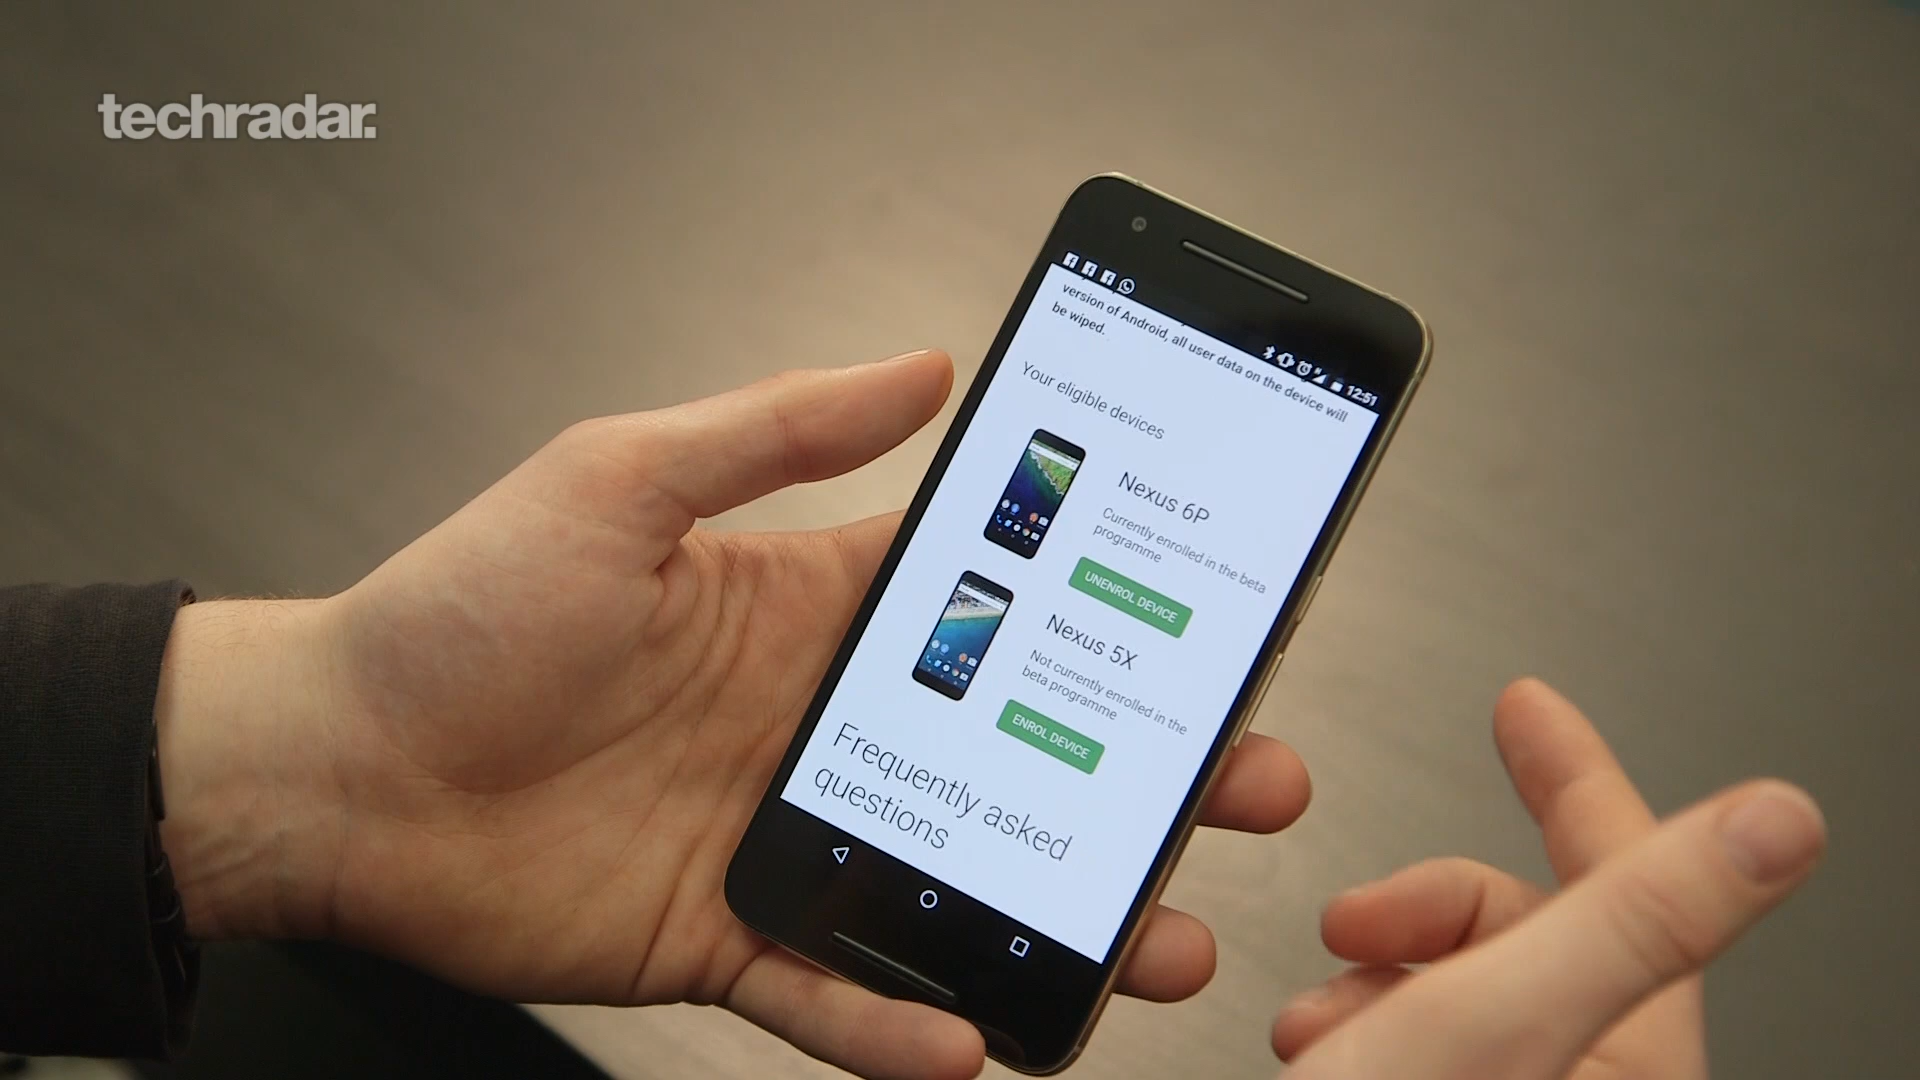 techradar.
12:51
version of Android, all user data on the device will
be wiped.
Your eligible devices
Nexus 6P
Currently enrolled in the beta
programme
UNENROL DEVICE
Nexus 5X
Not currently enrolled in the
beta programme
ENROL DEVICE
Frequently asked
questions